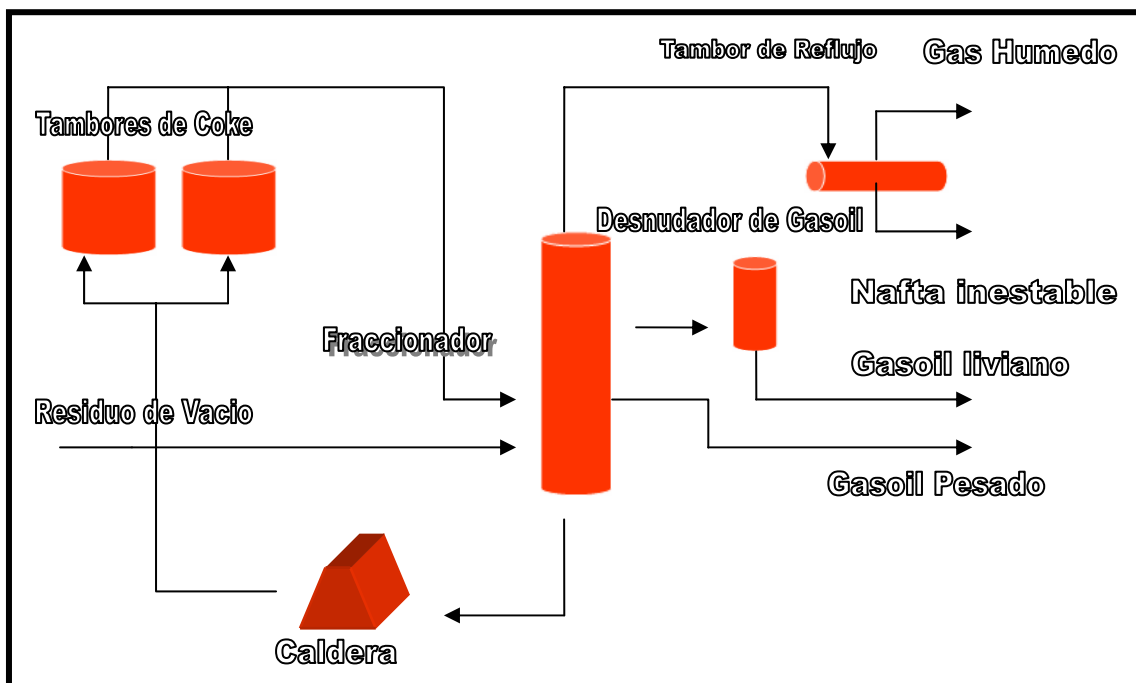 Tambor de Reflujo
Gas Humedo
Tambores de Coke
Desnudador de Gasoil
Nafta inestable
Fraccionador
Gasoil liviano
Residuo de Vacio
Gasoil Pesado
Caldera